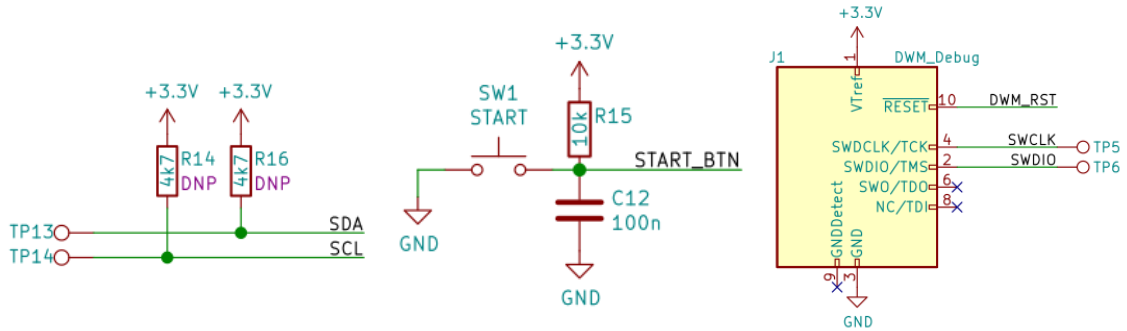 +3.3V
+3.3V
4k7
R14
DNP
4k7
R16
DNP
TP13
SDA
TP14
SCL
+3.3V
SW1
START
10k
R15
START_BTN
C12
100n
GND
GND
+3.3V
J1
DWM_Debug
1
VTref
RESET
10
DWM_RST
SWDCLK/TCK
4
SWCLK
TP5
SWDIO/TMS
2
SWDIO
TP6
SWO/TDO
6
NC/TDI
8
GNDDetect
GND
9
3
GND